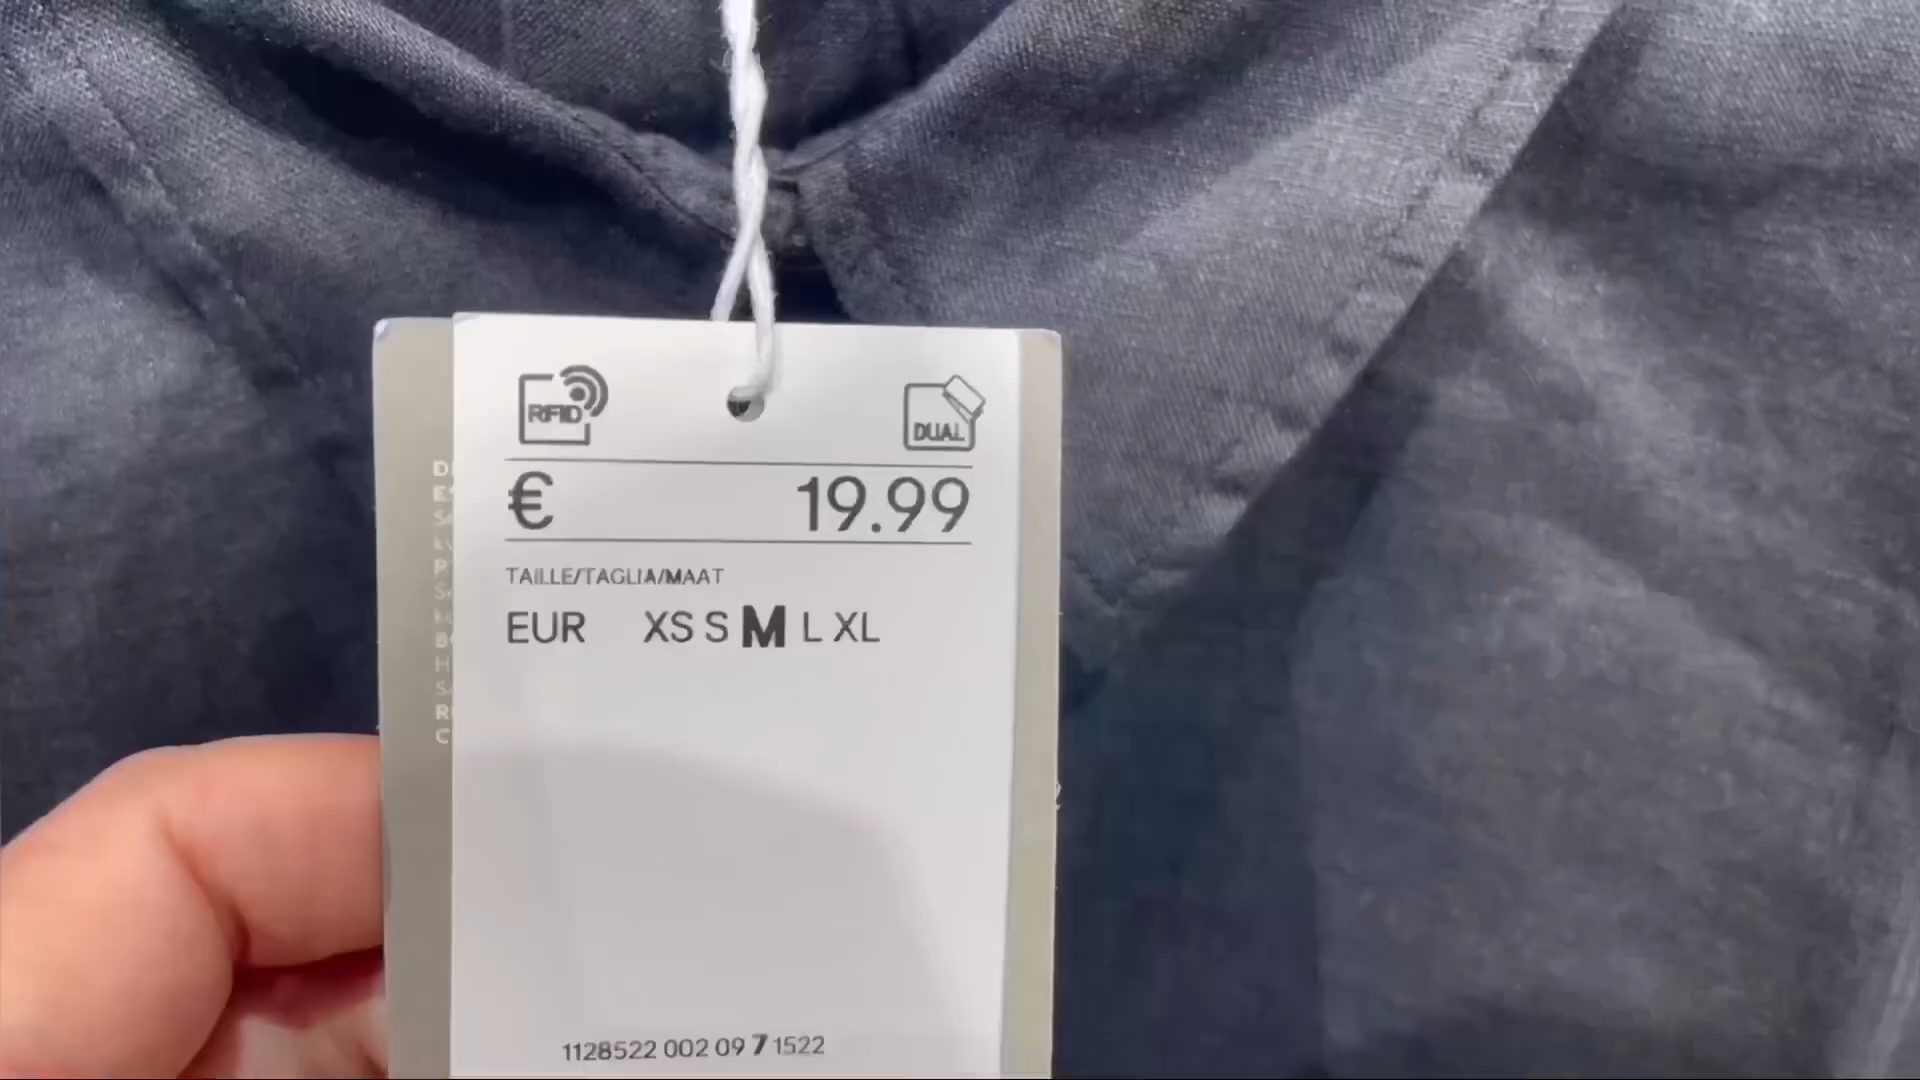 RFID
DUAL
€ 19.99
TAILLE/TAGLIA/MAAT
EUR XS S M L XL
1128522 002 09 7 1522